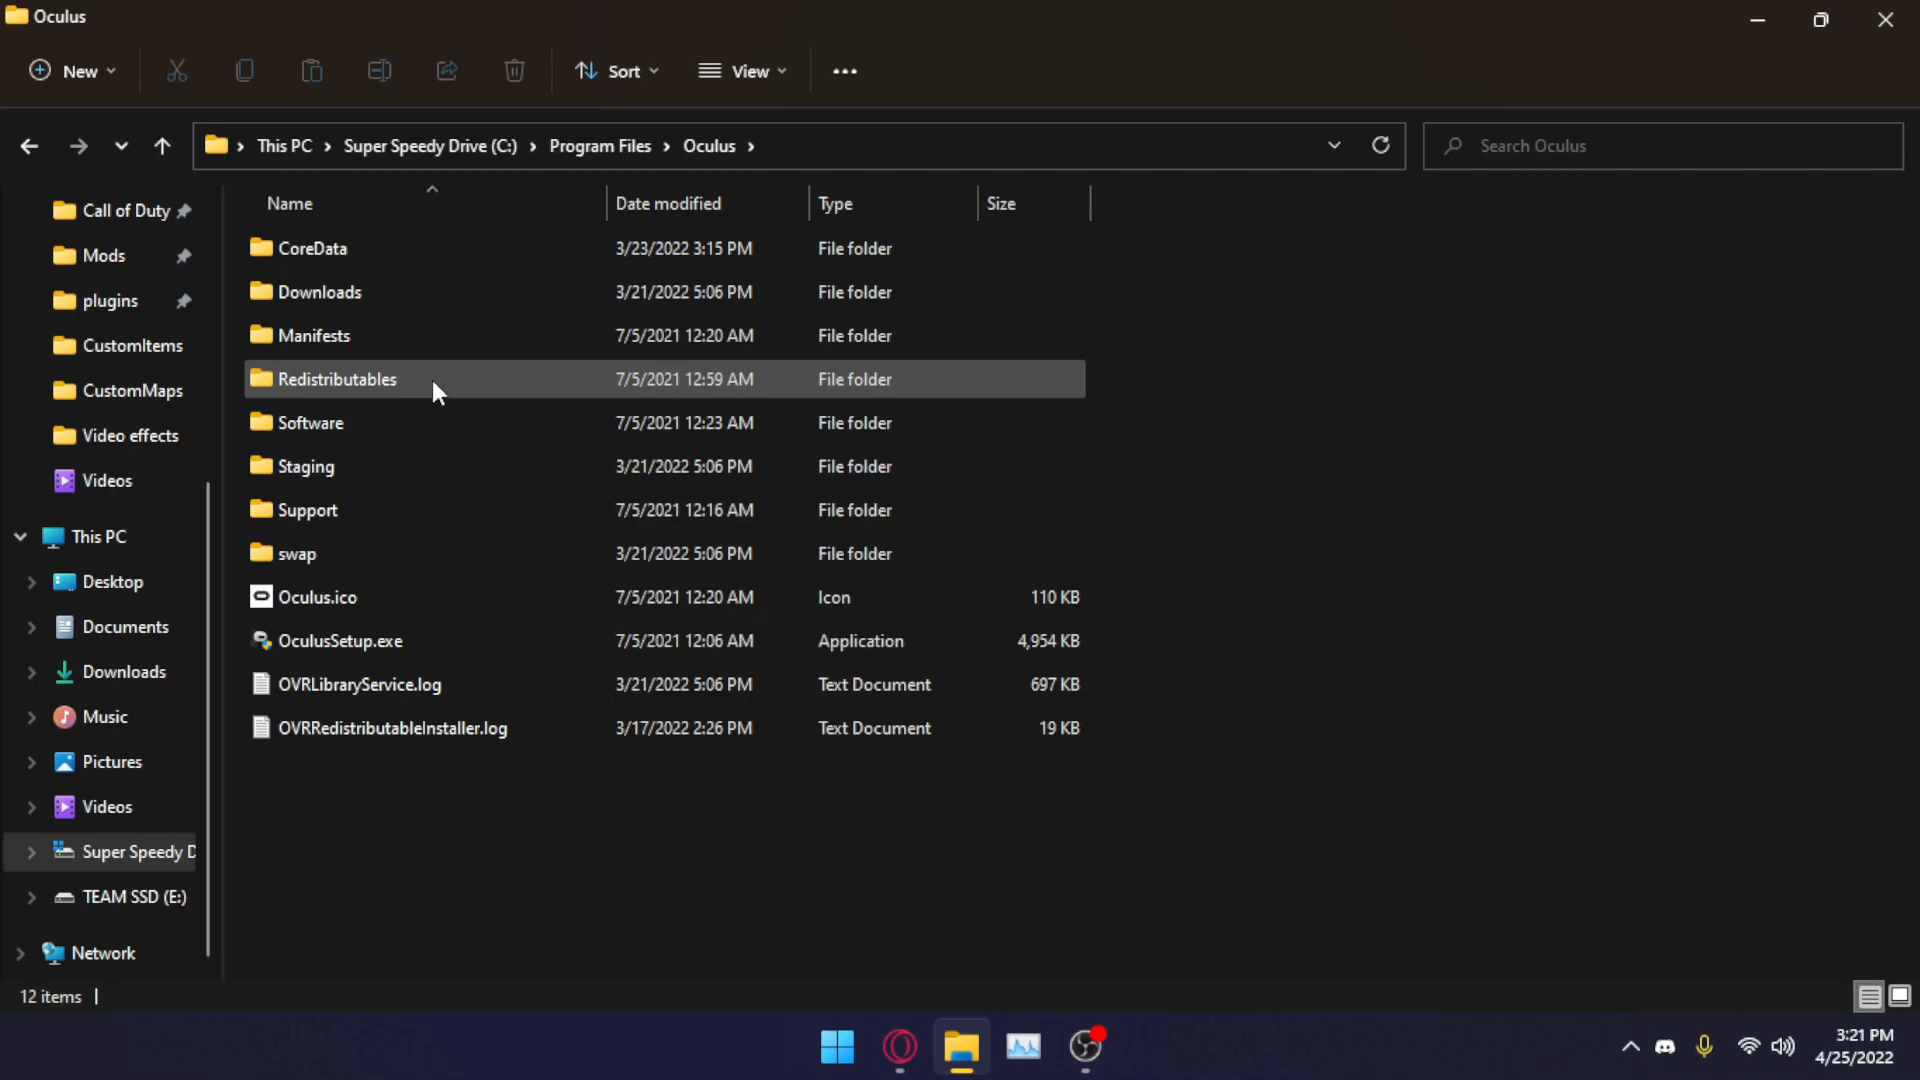 Oculus
New
Sort
View
This PC
Super Speedy Drive (C:)
Program Files
Oculus
Search Oculus
Call of Duty
Mods
plugins
CustomItems
CustomMaps
Video effects
Videos
This PC
Desktop
Documents
Downloads
Music
Pictures
Videos
Super Speedy D
TEAM SSD (E:)
Network
Name Date modified Type Size
CoreData 3/23/2022 3:15 PM File folder
Downloads 3/21/2022 5:06 PM File folder
Manifests 7/5/2021 12:20 AM File folder
Redistributables 7/5/2021 12:59 AM File folder
Software 7/5/2021 12:23 AM File folder
Staging 3/21/2022 5:06 PM File folder
Support 7/5/2021 12:16 AM File folder
swap 3/21/2022 5:06 PM File folder
Oculus.ico 7/5/2021 12:20 AM Icon 110 KB
OculusSetup.exe 7/5/2021 12:06 AM Application 4,954 KB
OVRLibraryService.log 3/21/2022 5:06 PM Text Document 697 KB
OVRRedistributableInstaller.log 3/17/2022 2:26 PM Text Document 19 KB
12 items
3:21 PM
4/25/2022